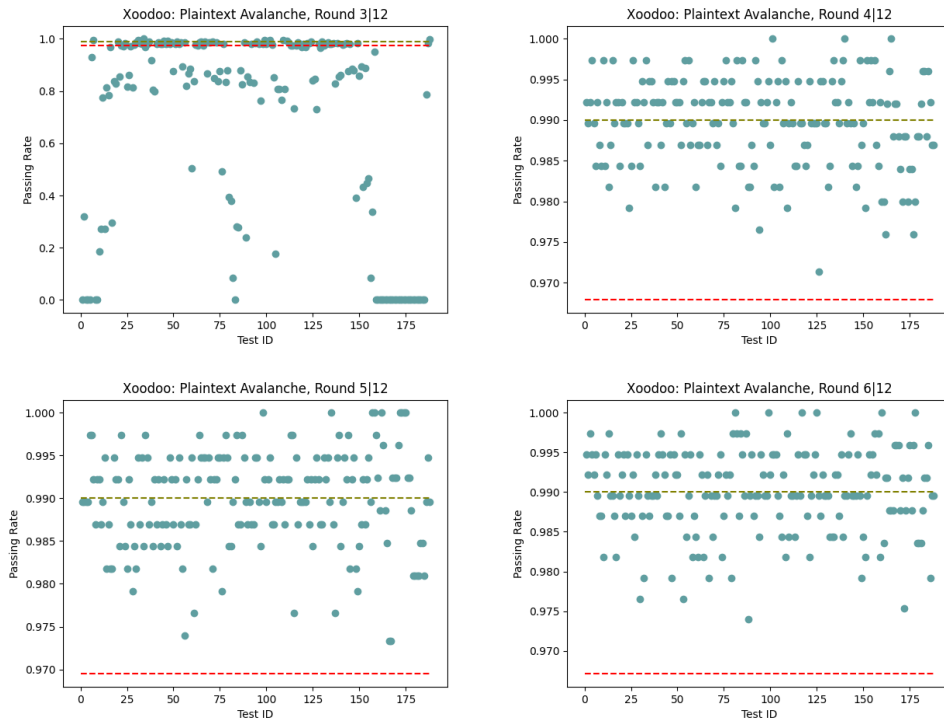 Xoodoo: Plaintext Avalanche, Round 3|12
1.0
0.8
0.6
0.4
0.2
0.0
Passing Rate
0 25 50 75 100 125 150 175
Test ID
Xoodoo: Plaintext Avalanche, Round 4|12
1.000
0.995
0.990
0.985
0.980
0.975
0.970
Passing Rate
0 25 50 75 100 125 150 175
Test ID
Xoodoo: Plaintext Avalanche, Round 5|12
1.000
0.995
0.990
0.985
0.980
0.975
0.970
Passing Rate
0 25 50 75 100 125 150 175
Test ID
Xoodoo: Plaintext Avalanche, Round 6|12
1.000
0.995
0.990
0.985
0.980
0.975
0.970
Passing Rate
0 25 50 75 100 125 150 175
Test ID